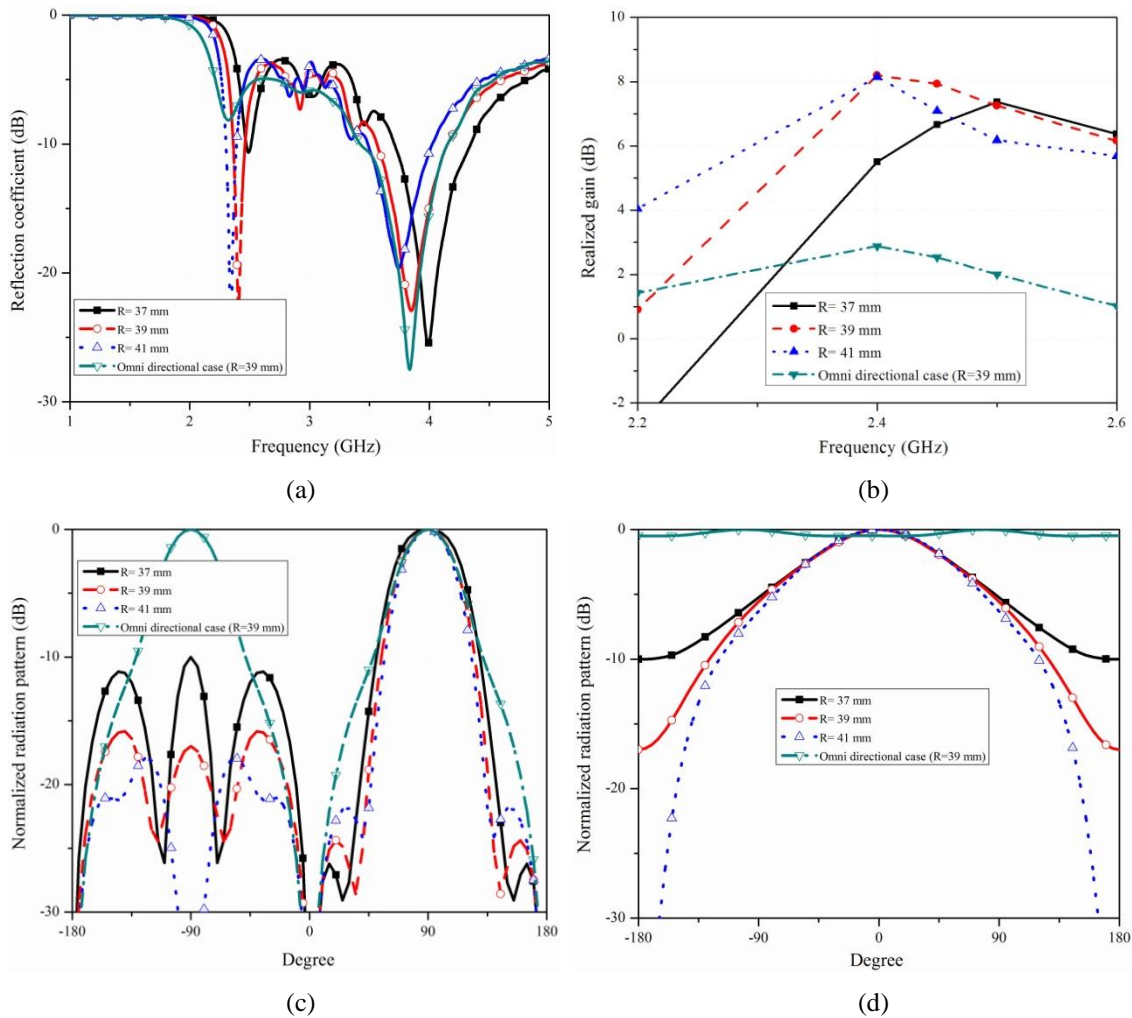 0
-10
-20
-30
Reflection coefficient (dB)
R= 37 mm
R= 39 mm
R= 41 mm
Omni directional case (R=39 mm)
1 2 3 4 5
Frequency (GHz)
(a)
10
8
6
4
2
0
-2
Realized gain (dB)
R= 37 mm
R= 39 mm
R= 41 mm
Omni directional case (R=39 mm)
2.2 2.4 2.6
Frequency (GHz)
(b)
0
-10
-20
-30
Normalized radiation pattern (dB)
R= 37 mm
R= 39 mm
R= 41 mm
Omni directional case (R=39 mm)
-180 -90 0 90 180
Degree
(c)
0
-10
-20
-30
Normalized radiation pattern (dB)
R= 37 mm
R= 39 mm
R= 41 mm
Omni directional case (R=39 mm)
-180 -90 0 90 180
Degree
(d)